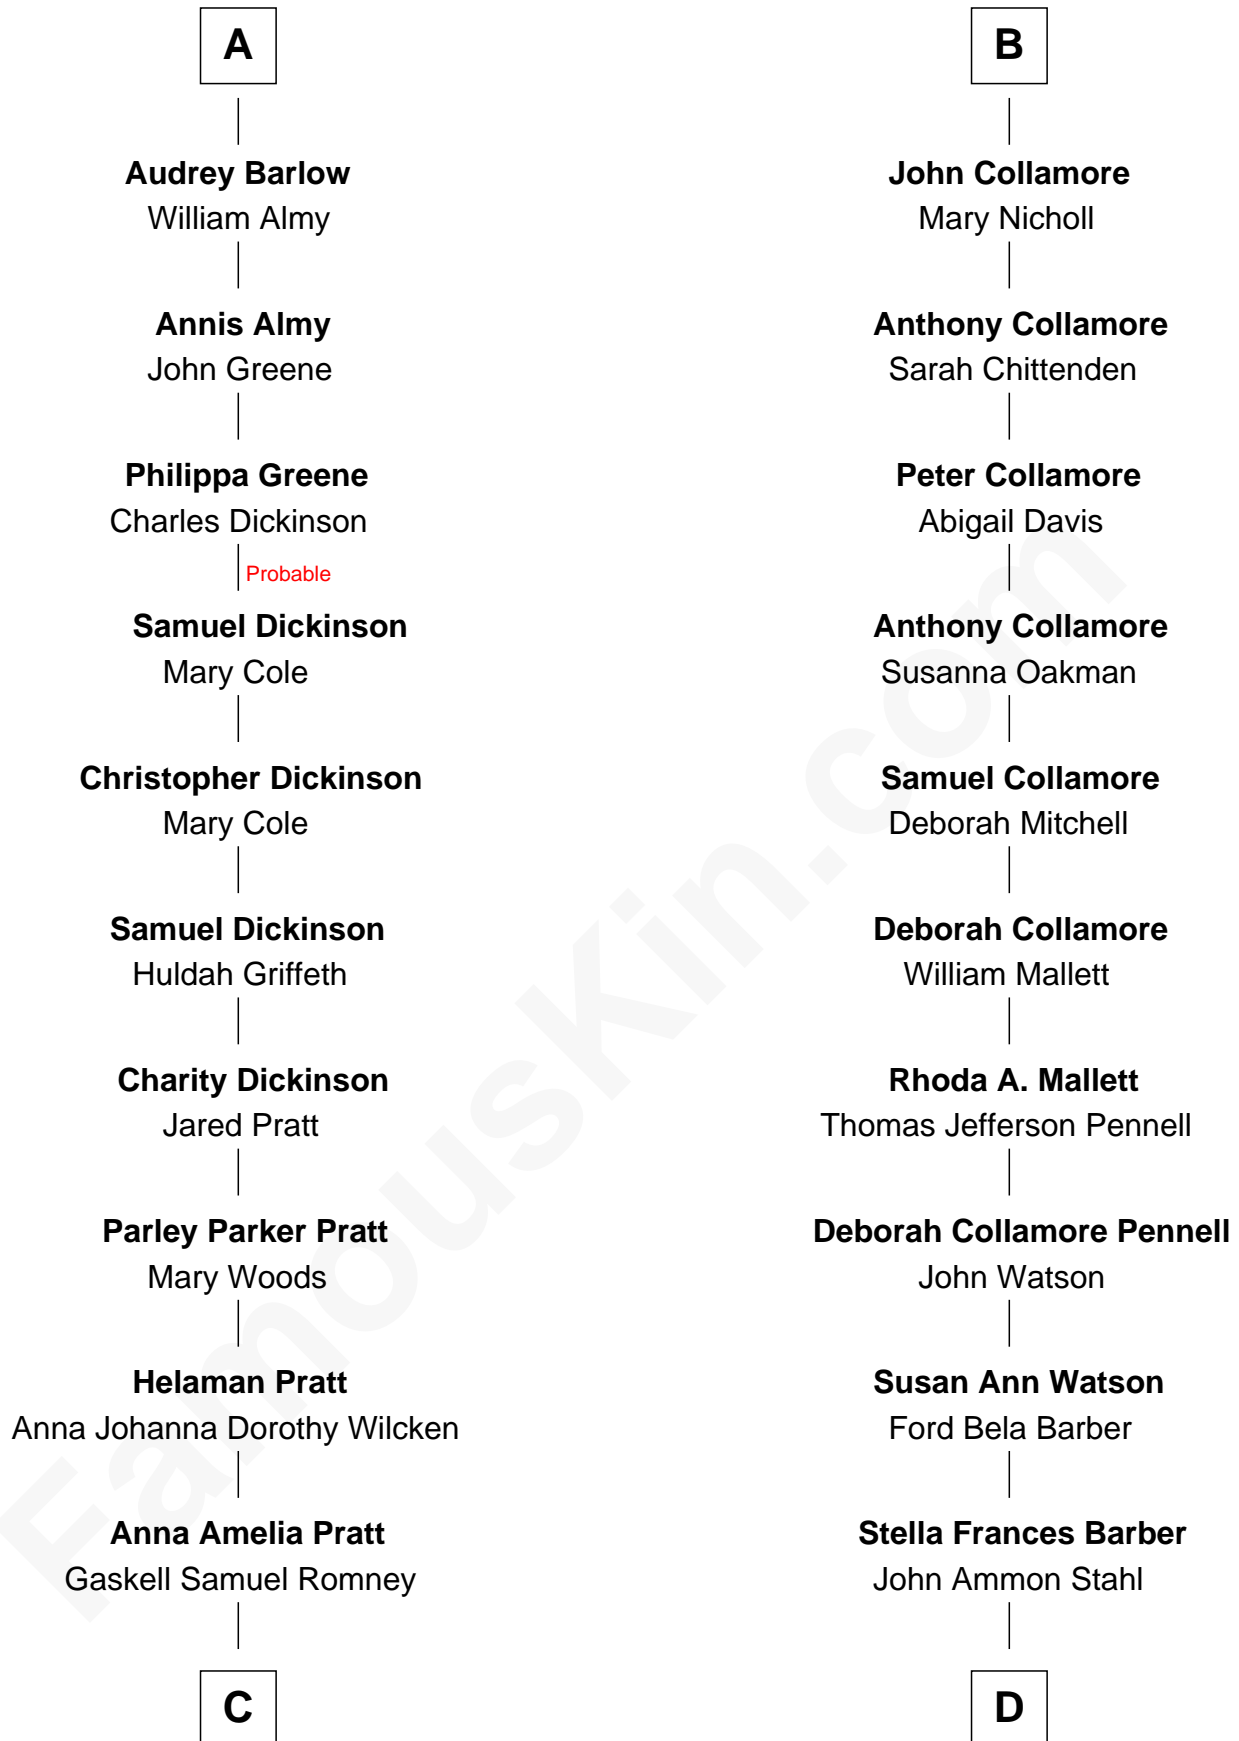 A
Audrey Barlow
William Almy
Annis Almy
John Greene
Philippa Greene
Charles Dickinson
Probable
Samuel Dickinson
Mary Cole
Christopher Dickinson
Mary Cole
Samuel Dickinson
Huldah Griffeth
Charity Dickinson
Jared Pratt
Parley Parker Pratt
Mary Woods
Helaman Pratt
Anna Johanna Dorothy Wilcken
Anna Amelia Pratt
Gaskell Samuel Romney
C
B
John Collamore
Mary Nicholl
Anthony Collamore
Sarah Chittenden
Peter Collamore
Abigail Davis
Anthony Collamore
Susanna Oakman
Samuel Collamore
Deborah Mitchell
Deborah Collamore
William Mallett
Rhoda A. Mallett
Thomas Jefferson Pennell
Deborah Collamore Pennell
John Watson
Susan Ann Watson
Ford Bela Barber
Stella Frances Barber
John Ammon Stahl
D
FamousKin.com